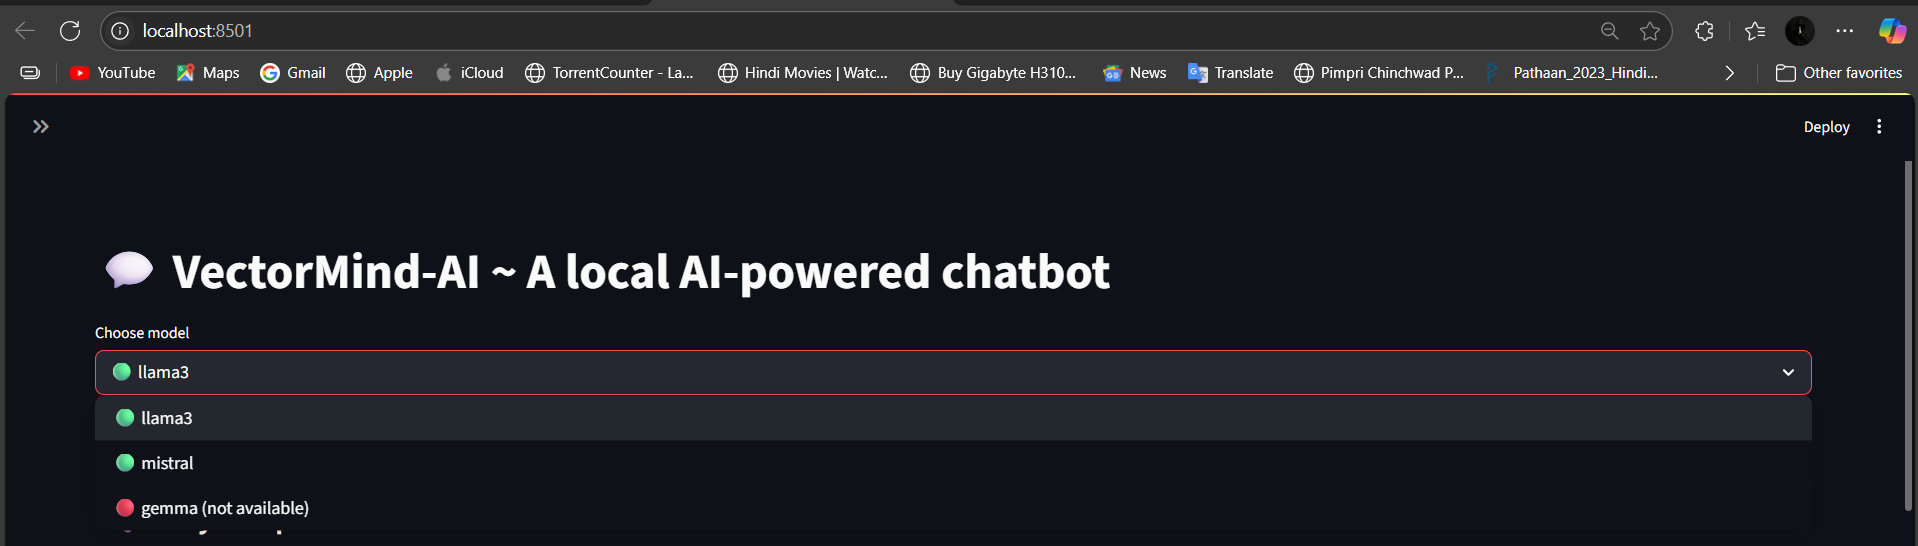 localhost:8501
YouTube Maps Gmail Apple iCloud TorrentCounter - La... Hindi Movies | Watc... Buy Gigabyte H310... News Translate Pimpri Chinchwad P... Pathaan_2023_Hindi... Other favorites
Deploy
VectorMind-AI ~ A local AI-powered chatbot
Choose model
llama3
llama3
mistral
gemma (not available)